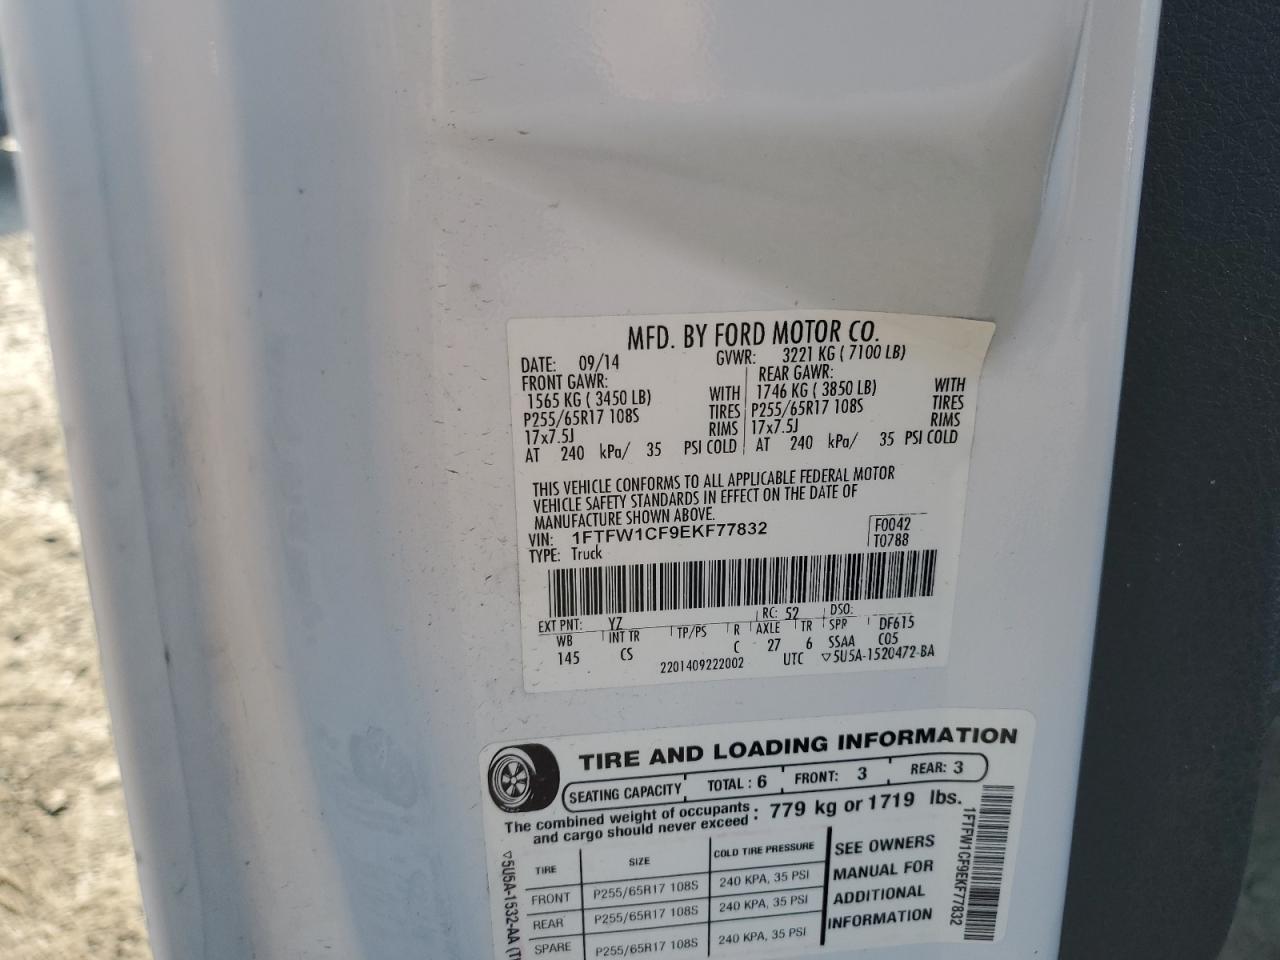 MFD. BY FORD MOTOR CO.
DATE: 09/14 GVWR: 3221 KG ( 7100 LB)
FRONT GAWR: REAR GAWR:
1565 KG ( 3450 LB) WITH 1746 KG ( 3850 LB) WITH
P255/65R17 108S TIRES P255/65R17 108S TIRES
17x7.5J RIMS 17x7.5J RIMS
AT 240 kPa/ 35 PSI COLD AT 240 kPa/ 35 PSI COLD
THIS VEHICLE CONFORMS TO ALL APPLICABLE FEDERAL MOTOR
VEHICLE SAFETY STANDARDS IN EFFECT ON THE DATE OF
MANUFACTURE SHOWN ABOVE.
VIN: 1FTFW1CF9EKF77832 F0042
TYPE: Truck T0788
EXT PNT: YZ RC: 52 DSO:
WB INT TR TP/PS R AXLE TR SPR DF615
145 CS C 27 6 SSAA C05
2201409222002 UTC ▽5U5A-1520472-BA
TIRE AND LOADING INFORMATION
SEATING CAPACITY TOTAL : 6 FRONT: 3 REAR: 3
The combined weight of occupants : 779 kg or 1719 lbs.
and cargo should never exceed
TIRE SIZE COLD TIRE PRESSURE
FRONT P255/65R17 108S 240 KPA, 35 PSI
REAR P255/65R17 108S 240 KPA, 35 PSI
SPARE P255/65R17 108S 240 KPA, 35 PSI
SEE OWNERS
MANUAL FOR
ADDITIONAL
INFORMATION
1FTFW1CF9EKF77832
▽5U5A-1532-AA